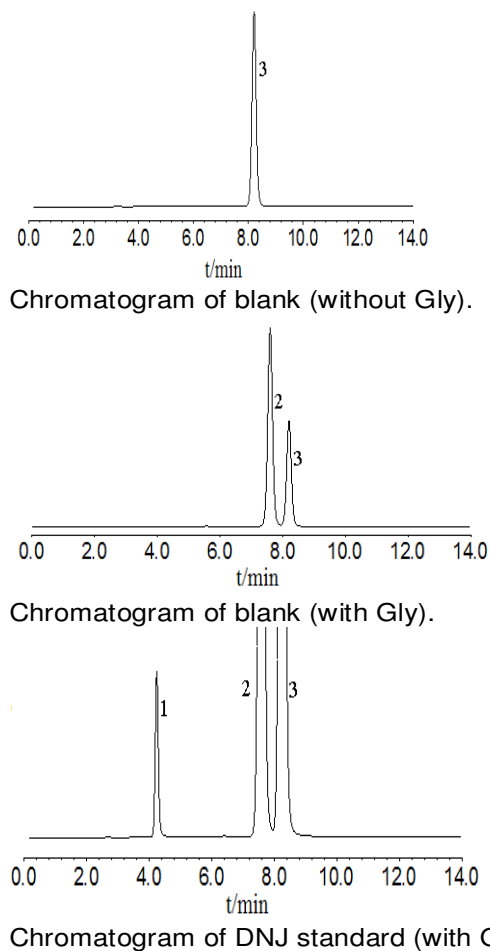 3
0.0 2.0 4.0 6.0 8.0 10.0 12.0 14.0
t/min
Chromatogram of blank (without Gly).
2
3
0.0 2.0 4.0 6.0 8.0 10.0 12.0 14.0
t/min
Chromatogram of blank (with Gly).
1 2 3
0.0 2.0 4.0 6.0 8.0 10.0 12.0 14.0
t/min
Chromatogram of DNJ standard (with